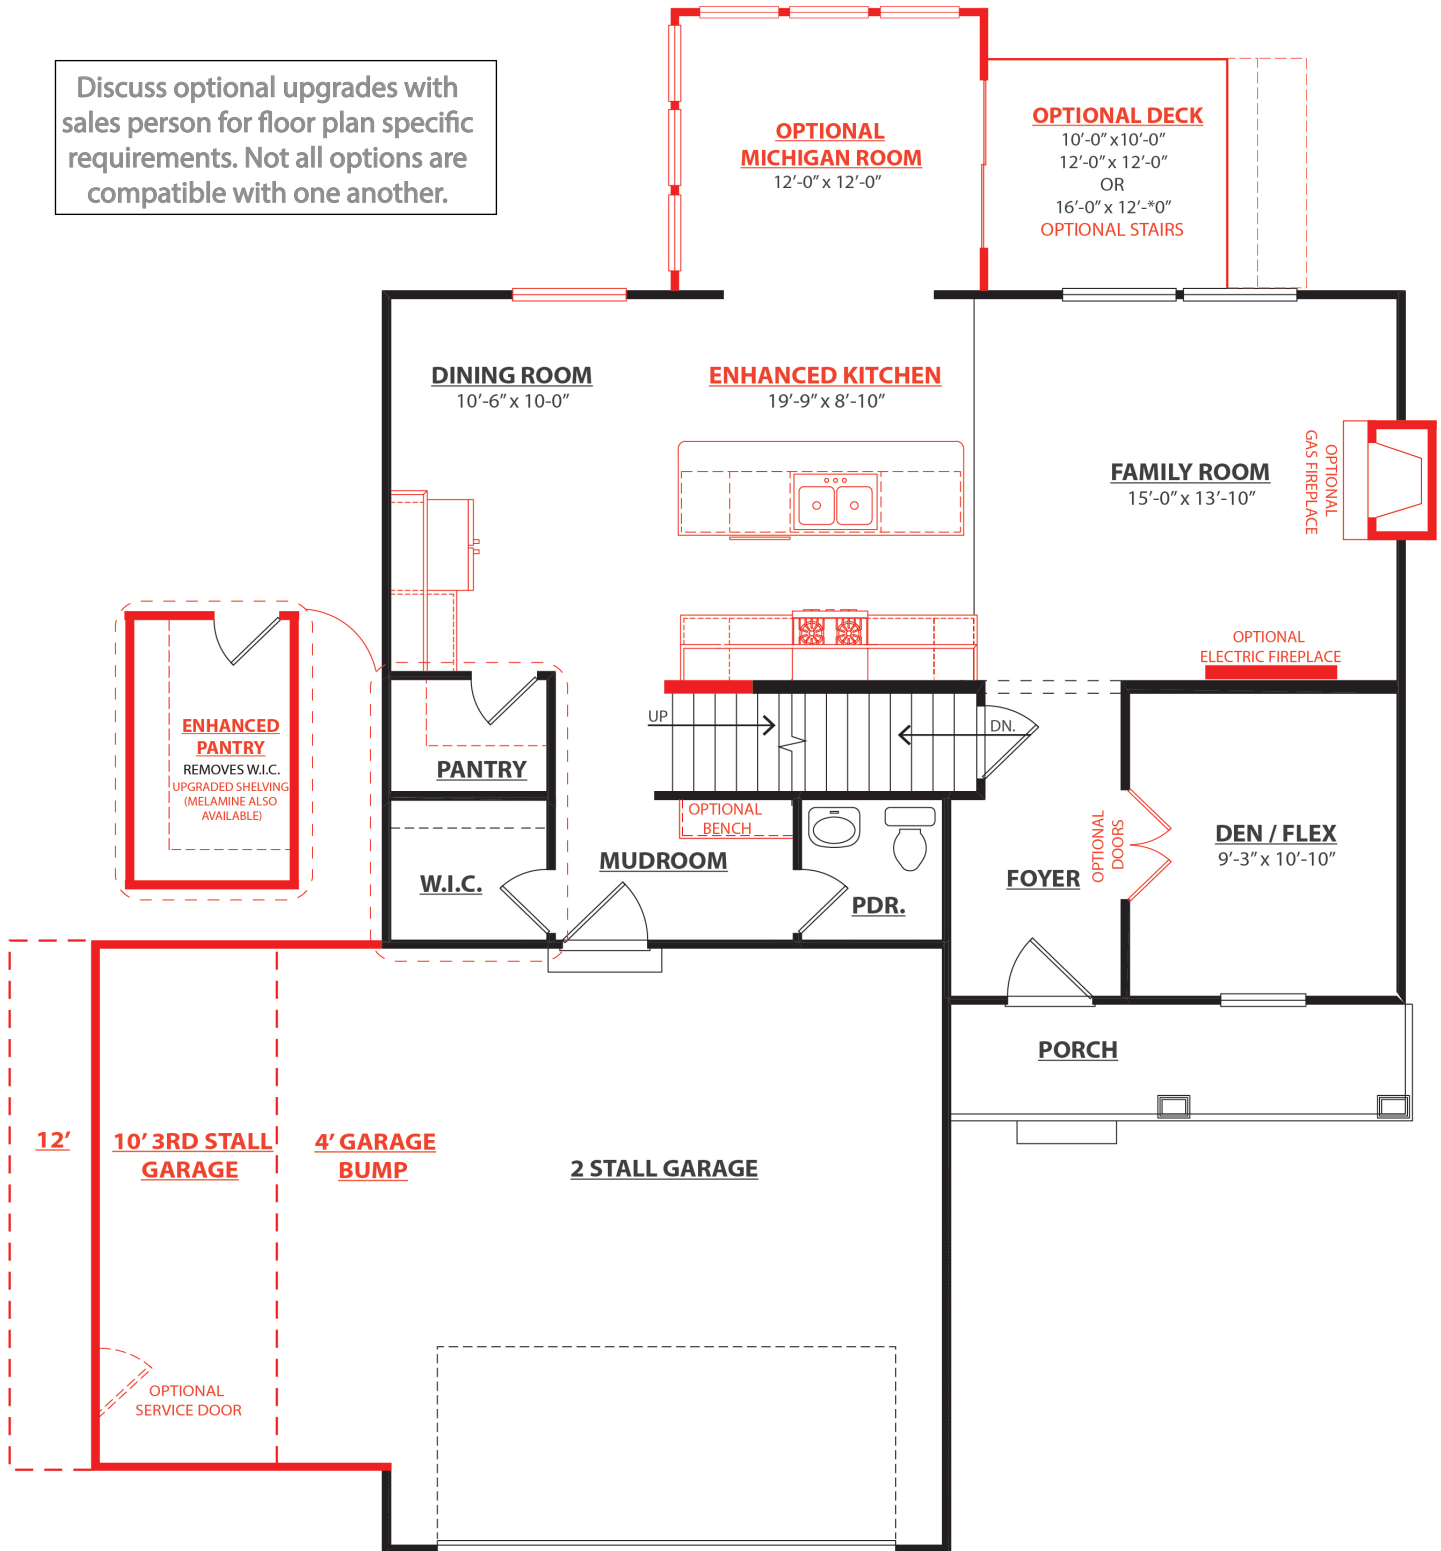 Discuss optional upgrades with
sales person for floor plan specific
requirements. Not all options are
compatible with one another.
OPTIONAL
MICHIGAN ROOM
12’-0” x 12’-0”
OPTIONAL DECK
10’-0” x10’-0”
12’-0” x 12’-0”
OR
16’-0” x 12’-*0”
OPTIONAL STAIRS
DINING ROOM
10’-6” x 10-0”
ENHANCED KITCHEN
19’-9” x 8’-10”
FAMILY ROOM
15’-0” x 13’-10”
OPTIONAL
GAS FIREPLACE
OPTIONAL
ELECTRIC FIREPLACE
ENHANCED
PANTRY
REMOVES W.I.C.
UPGRADED SHELVING
(MELAMINE ALSO
AVAILABLE)
PANTRY
UP
DN.
OPTIONAL
BENCH
MUDROOM
W.I.C.
PDR.
FOYER
OPTIONAL
DOORS
DEN / FLEX
9’-3” x 10’-10”
PORCH
12’
10’ 3RD STALL
GARAGE
4’ GARAGE
BUMP
2 STALL GARAGE
OPTIONAL
SERVICE DOOR